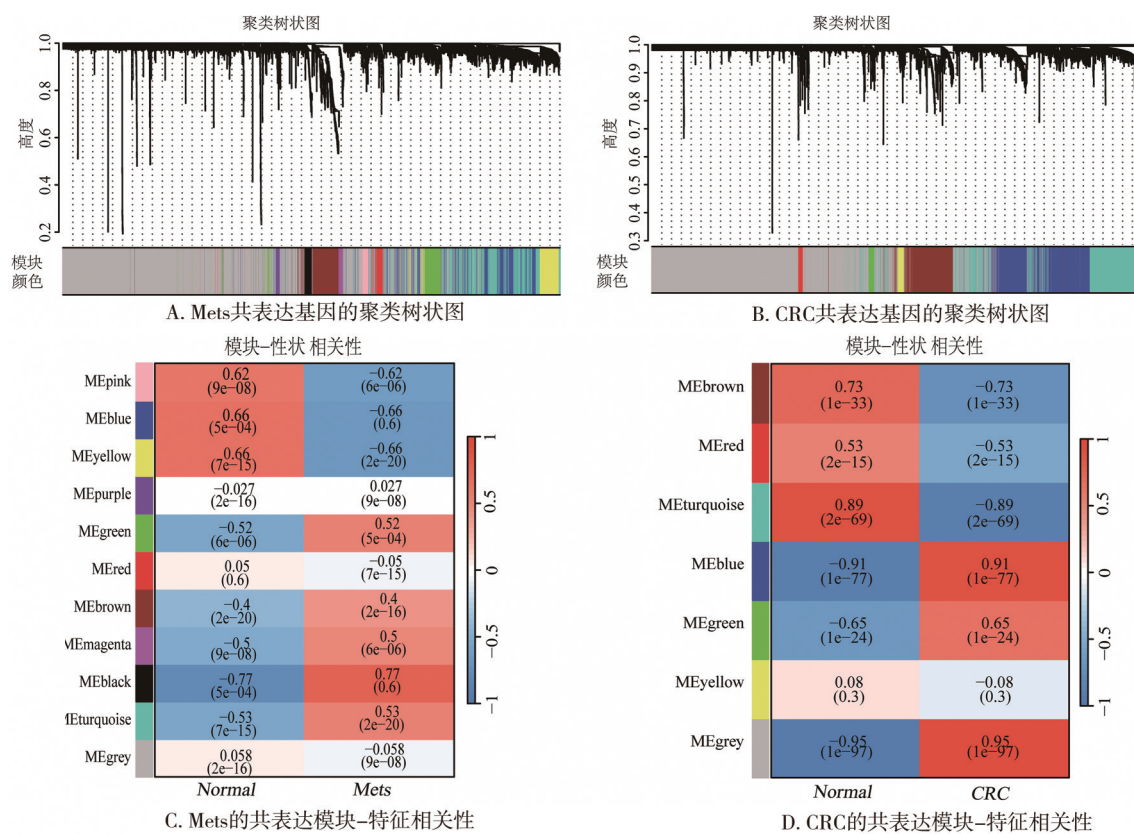 聚类树状图
1.0
0.8
0.6
0.4
0.2
高度
模块
颜色
A. Mets共表达基因的聚类树状图
聚类树状图
1.0
0.9
0.8
0.7
0.6
0.5
0.4
0.3
高度
模块
颜色
B. CRC共表达基因的聚类树状图
模块-性状 相关性
MEpink
0.62
(9e-08)
−0.62
(6e-06)
MEblue
0.66
(5e-04)
−0.66
(0.6)
MEyellow
0.66
(7e-15)
−0.66
(2e-20)
MEpurple
−0.027
(2e-16)
0.027
(9e-08)
MEgreen
−0.52
(6e-06)
0.52
(5e-04)
MEred
0.05
(0.6)
−0.05
(7e-15)
MEbrown
−0.4
(2e-20)
0.4
(2e-16)
MEmagenta
−0.5
(9e-08)
0.5
(6e-06)
MEblack
−0.77
(5e-04)
0.77
(0.6)
MEturquoise
−0.53
(7e-15)
0.53
(2e-20)
MEgrey
0.058
(2e-16)
−0.058
(9e-08)
Normal
Mets
1
0.5
0
−0.5
−1
C. Mets的共表达模块-特征相关性
模块-性状 相关性
MEbrown
0.73
(1e-33)
−0.73
(1e-33)
MEred
0.53
(2e-15)
−0.53
(2e-15)
MEturquoise
0.89
(2e-69)
−0.89
(2e-69)
MEblue
−0.91
(1e-77)
0.91
(1e-77)
MEgreen
−0.65
(1e-24)
0.65
(1e-24)
MEyellow
0.08
(0.3)
−0.08
(0.3)
MEgrey
−0.95
(1e-97)
0.95
(1e-97)
Normal
CRC
1
0.5
0
−0.5
−1
D. CRC的共表达模块-特征相关性